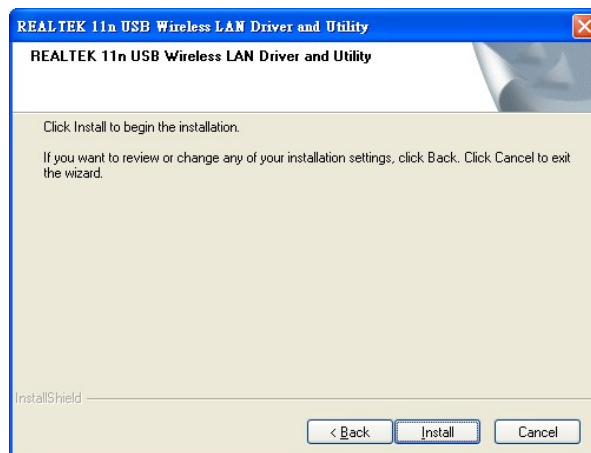 REALTEK 11n USB Wireless LAN Driver and Utility
REALTEK 11n USB Wireless LAN Driver and Utility
Click Install to begin the installation.
If you want to review or change any of your installation settings, click Back. Click Cancel to exit
the wizard.
InstallShield
< Back
Install
Cancel